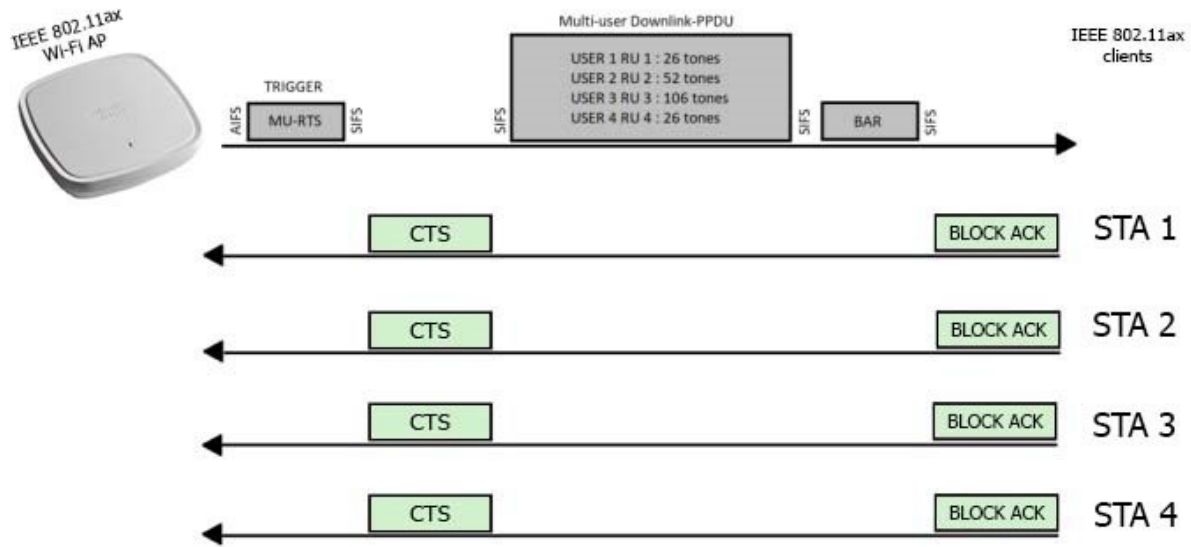 IEEE 802.11ax
Wi-Fi AP
Multi-user Downlink-PPDU
IEEE 802.11ax
clients
USER 1 RU 1 : 26 tones
USER 2 RU 2 : 52 tones
USER 3 RU 3 : 106 tones
USER 4 RU 4 : 26 tones
TRIGGER
AIFS
MU-RTS
SIFS
SIFS
SIFS
BAR
SIFS
CTS
BLOCK ACK
STA 1
CTS
BLOCK ACK
STA 2
CTS
BLOCK ACK
STA 3
CTS
BLOCK ACK
STA 4